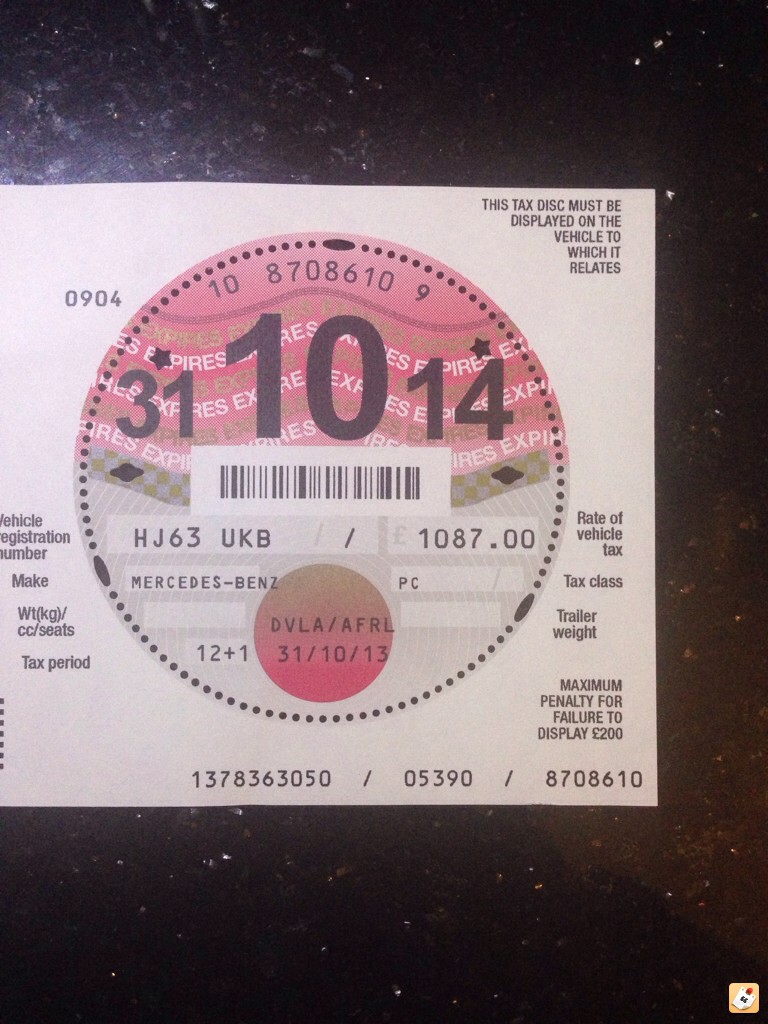 THIS TAX DISC MUST BE
DISPLAYED ON THE
VEHICLE TO
WHICH IT
RELATES
0904
10 8708610 9
EXPIRES
31 10 14
Vehicle
registration
number
HJ63 UKB / £ 1087.00
Rate of
vehicle
tax
Make
MERCEDES-BENZ
PC
Tax class
Wt(kg)/
cc/seats
DVLA/AFRL
Trailer
weight
Tax period
12+1 31/10/13
MAXIMUM
PENALTY FOR
FAILURE TO
DISPLAY £200
1378363050 / 05390 / 8708610